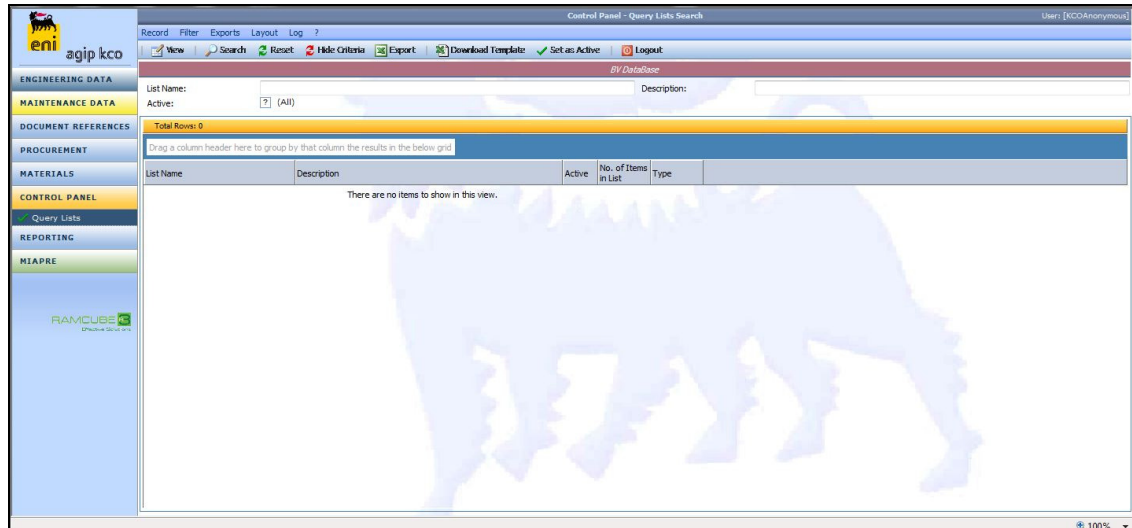 Control Panel - Query Lists Search
User: [KCOAnonymous]
eni
agip kco
Record Filter Exports Layout Log ?
View Search Reset Hide Criteria Export Download Template Set as Active Logout
BV DataBase
ENGINEERING DATA
MAINTENANCE DATA
DOCUMENT REFERENCES
PROCUREMENT
MATERIALS
CONTROL PANEL
Query Lists
REPORTING
MIAPRE
RAMCUBE 3
Effective Solutions
List Name:
Description:
Active: ? (All)
Total Rows: 0
Drag a column header here to group by that column the results in the below grid
List Name Description Active No. of Items in List Type
There are no items to show in this view.
100%